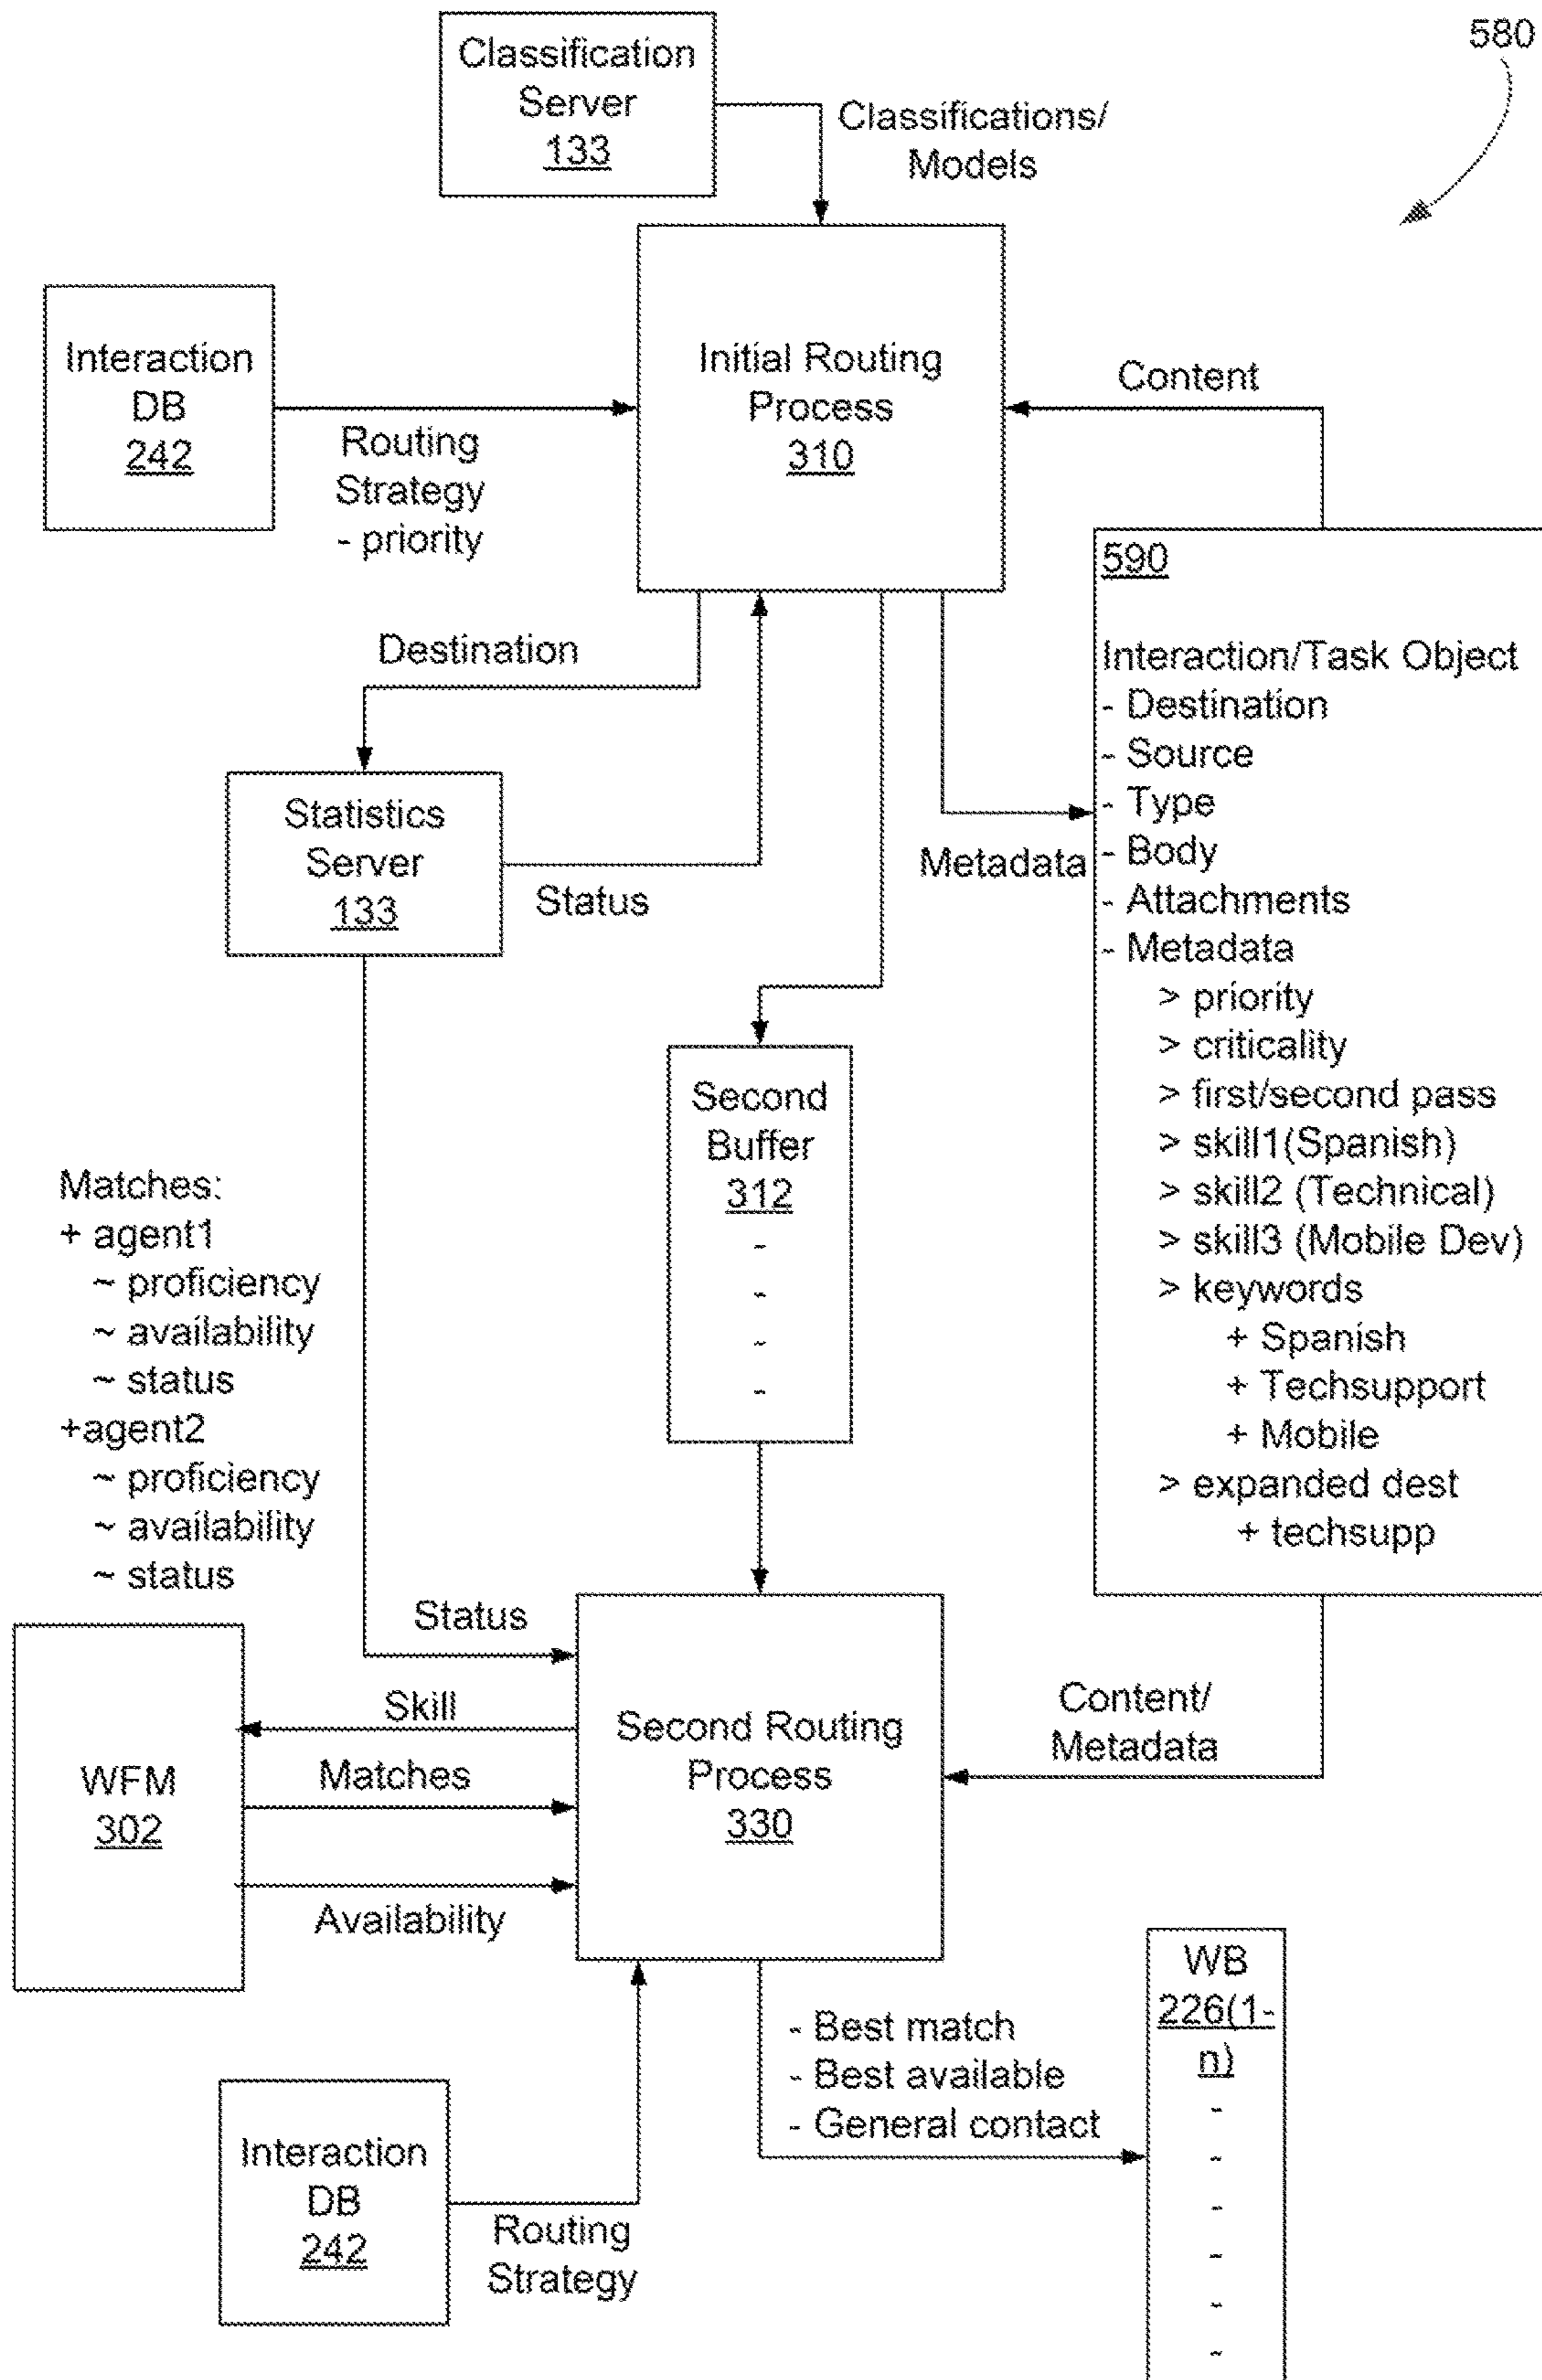 580
Classification
Server
133
Classifications/
Models
Interaction
DB
242
Routing
Strategy
- priority
Initial Routing
Process
310
Content
Destination
Statistics
Server
133
Status
Metadata
590
Interaction/Task Object
- Destination
- Source
- Type
- Body
- Attachments
- Metadata
> priority
> criticality
> first/second pass
> skill1(Spanish)
> skill2 (Technical)
> skill3 (Mobile Dev)
> keywords
+ Spanish
+ Techsupport
+ Mobile
> expanded dest
+ techsupp
Second
Buffer
312
-
-
-
-
Matches:
+ agent1
~ proficiency
~ availability
~ status
+agent2
~ proficiency
~ availability
~ status
Status
Skill
Matches
Availability
WFM
302
Second Routing
Process
330
Content/
Metadata
- Best match
- Best available
- General contact
WB
226(1-
n)
-
-
-
-
-
-
Interaction
DB
242
Routing
Strategy